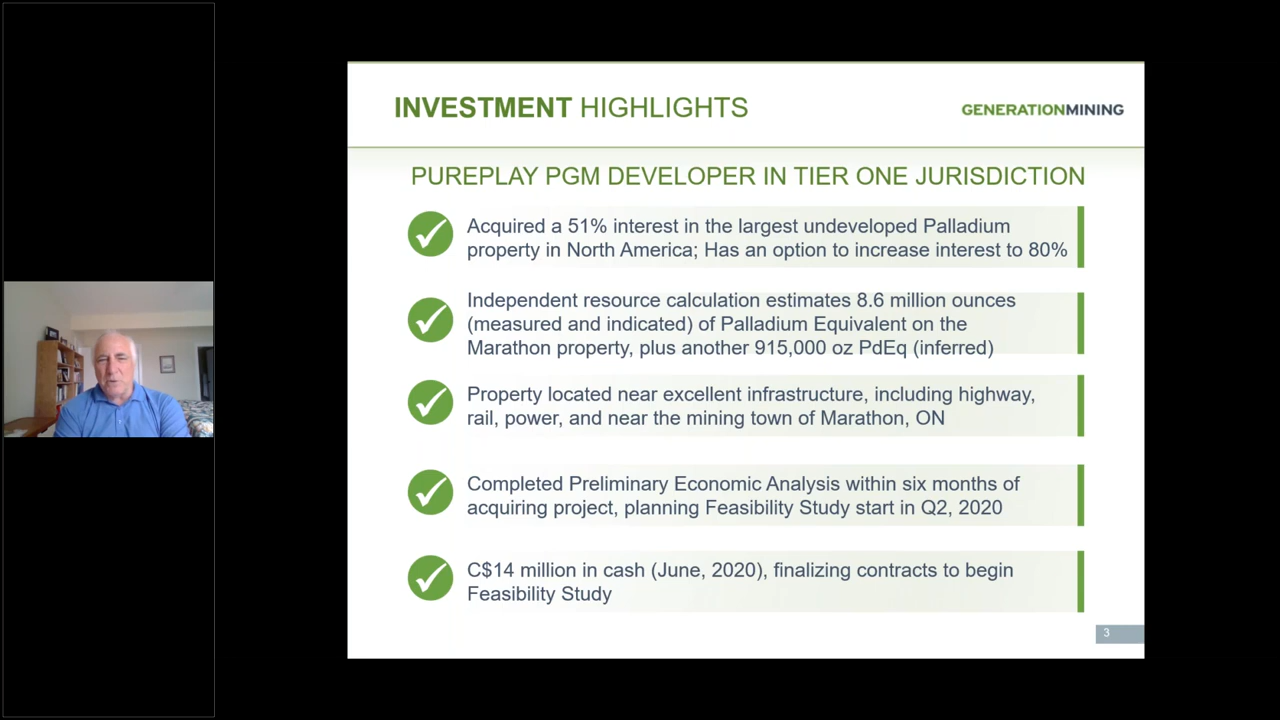 INVESTMENT HIGHLIGHTS
GENERATIONMINING
PUREPLAY PGM DEVELOPER IN TIER ONE JURISDICTION
Acquired a 51% interest in the largest undeveloped Palladium
property in North America; Has an option to increase interest to 80%
Independent resource calculation estimates 8.6 million ounces
(measured and indicated) of Palladium Equivalent on the
Marathon property, plus another 915,000 oz PdEq (inferred)
Property located near excellent infrastructure, including highway,
rail, power, and near the mining town of Marathon, ON
Completed Preliminary Economic Analysis within six months of
acquiring project, planning Feasibility Study start in Q2, 2020
C$14 million in cash (June, 2020), finalizing contracts to begin
Feasibility Study
3